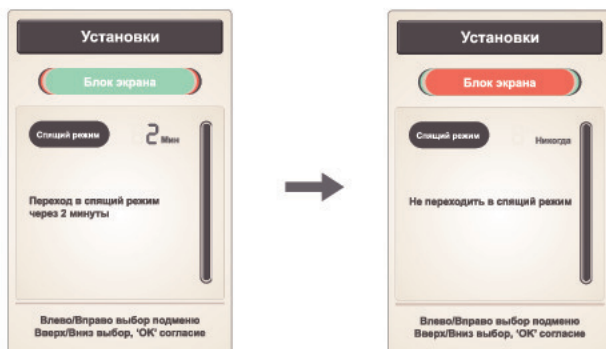 Установки
Блок экрана
Спящий режим
2 Мин
Переход в спящий режим
через 2 минуты
Влево/Вправо выбор подменю
Вверх/Вниз выбор, 'ОК' согласие
Установки
Блок экрана
Спящий режим
Никогда
Не переходить в спящий режим
Влево/Вправо выбор подменю
Вверх/Вниз выбор, 'ОК' согласие